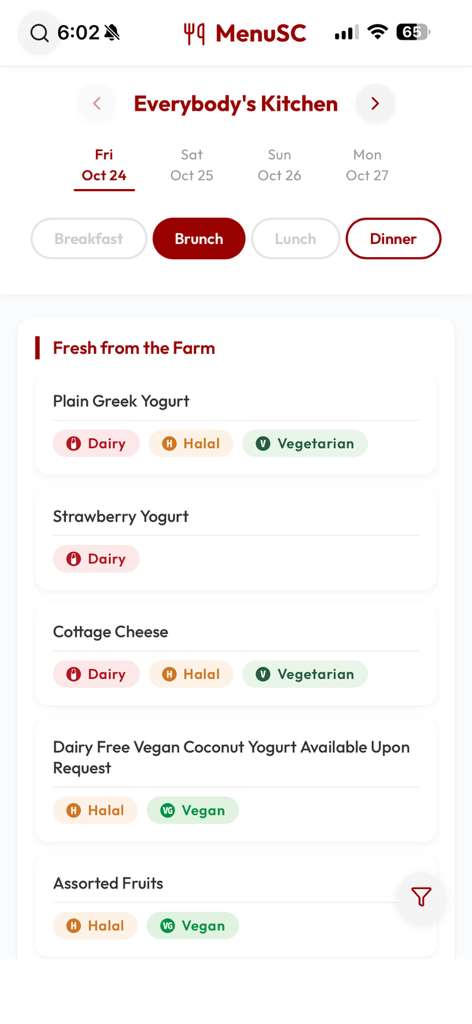 6:02
MenuSC
65
Everybody's Kitchen
Fri Sat Sun Mon
Oct 24 Oct 25 Oct 26 Oct 27
Breakfast Brunch Lunch Dinner
Fresh from the Farm
Plain Greek Yogurt
Dairy H Halal V Vegetarian
Strawberry Yogurt
Dairy
Cottage Cheese
Dairy H Halal V Vegetarian
Dairy Free Vegan Coconut Yogurt Available Upon
Request
H Halal VG Vegan
Assorted Fruits
H Halal VG Vegan